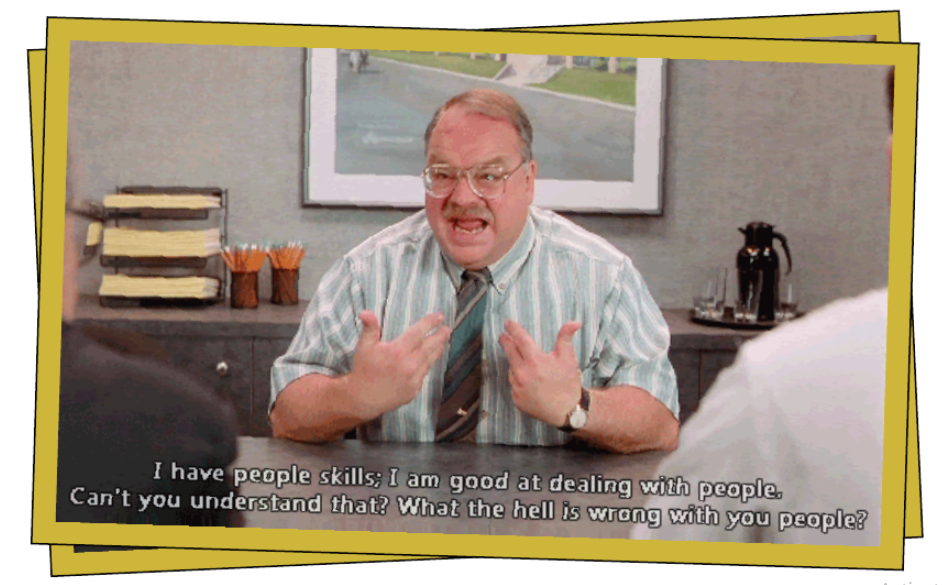 I have people skills; I am good at dealing with people.
Can't you understand that? What the hell is wrong with you people?